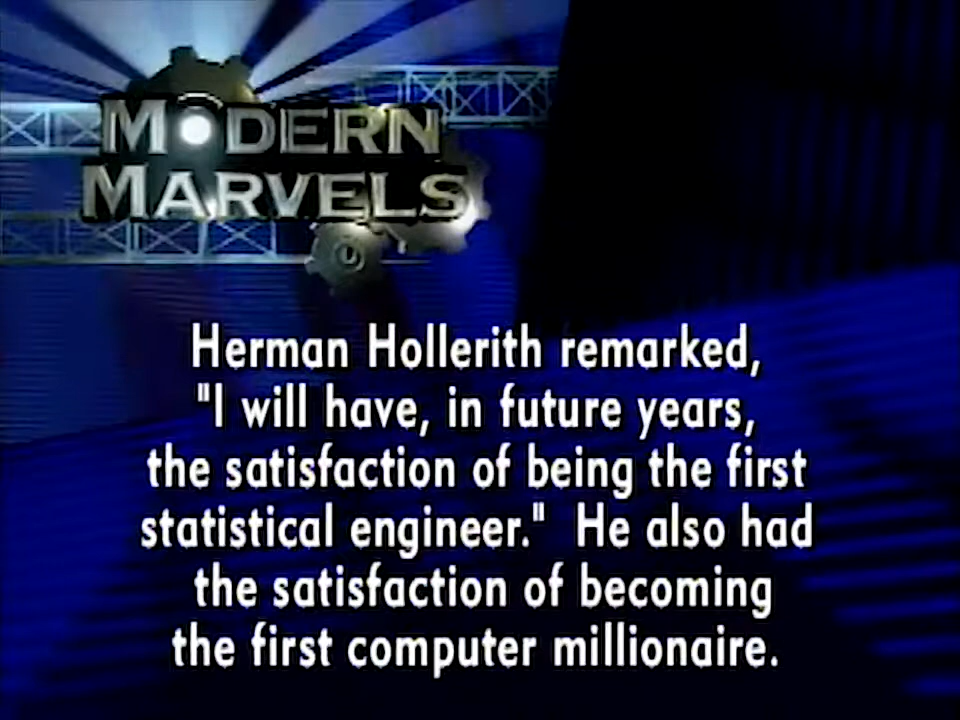 MODERN
MARVELS
Herman Hollerith remarked,
"I will have, in future years,
the satisfaction of being the first
statistical engineer."  He also had
the satisfaction of becoming
the first computer millionaire.